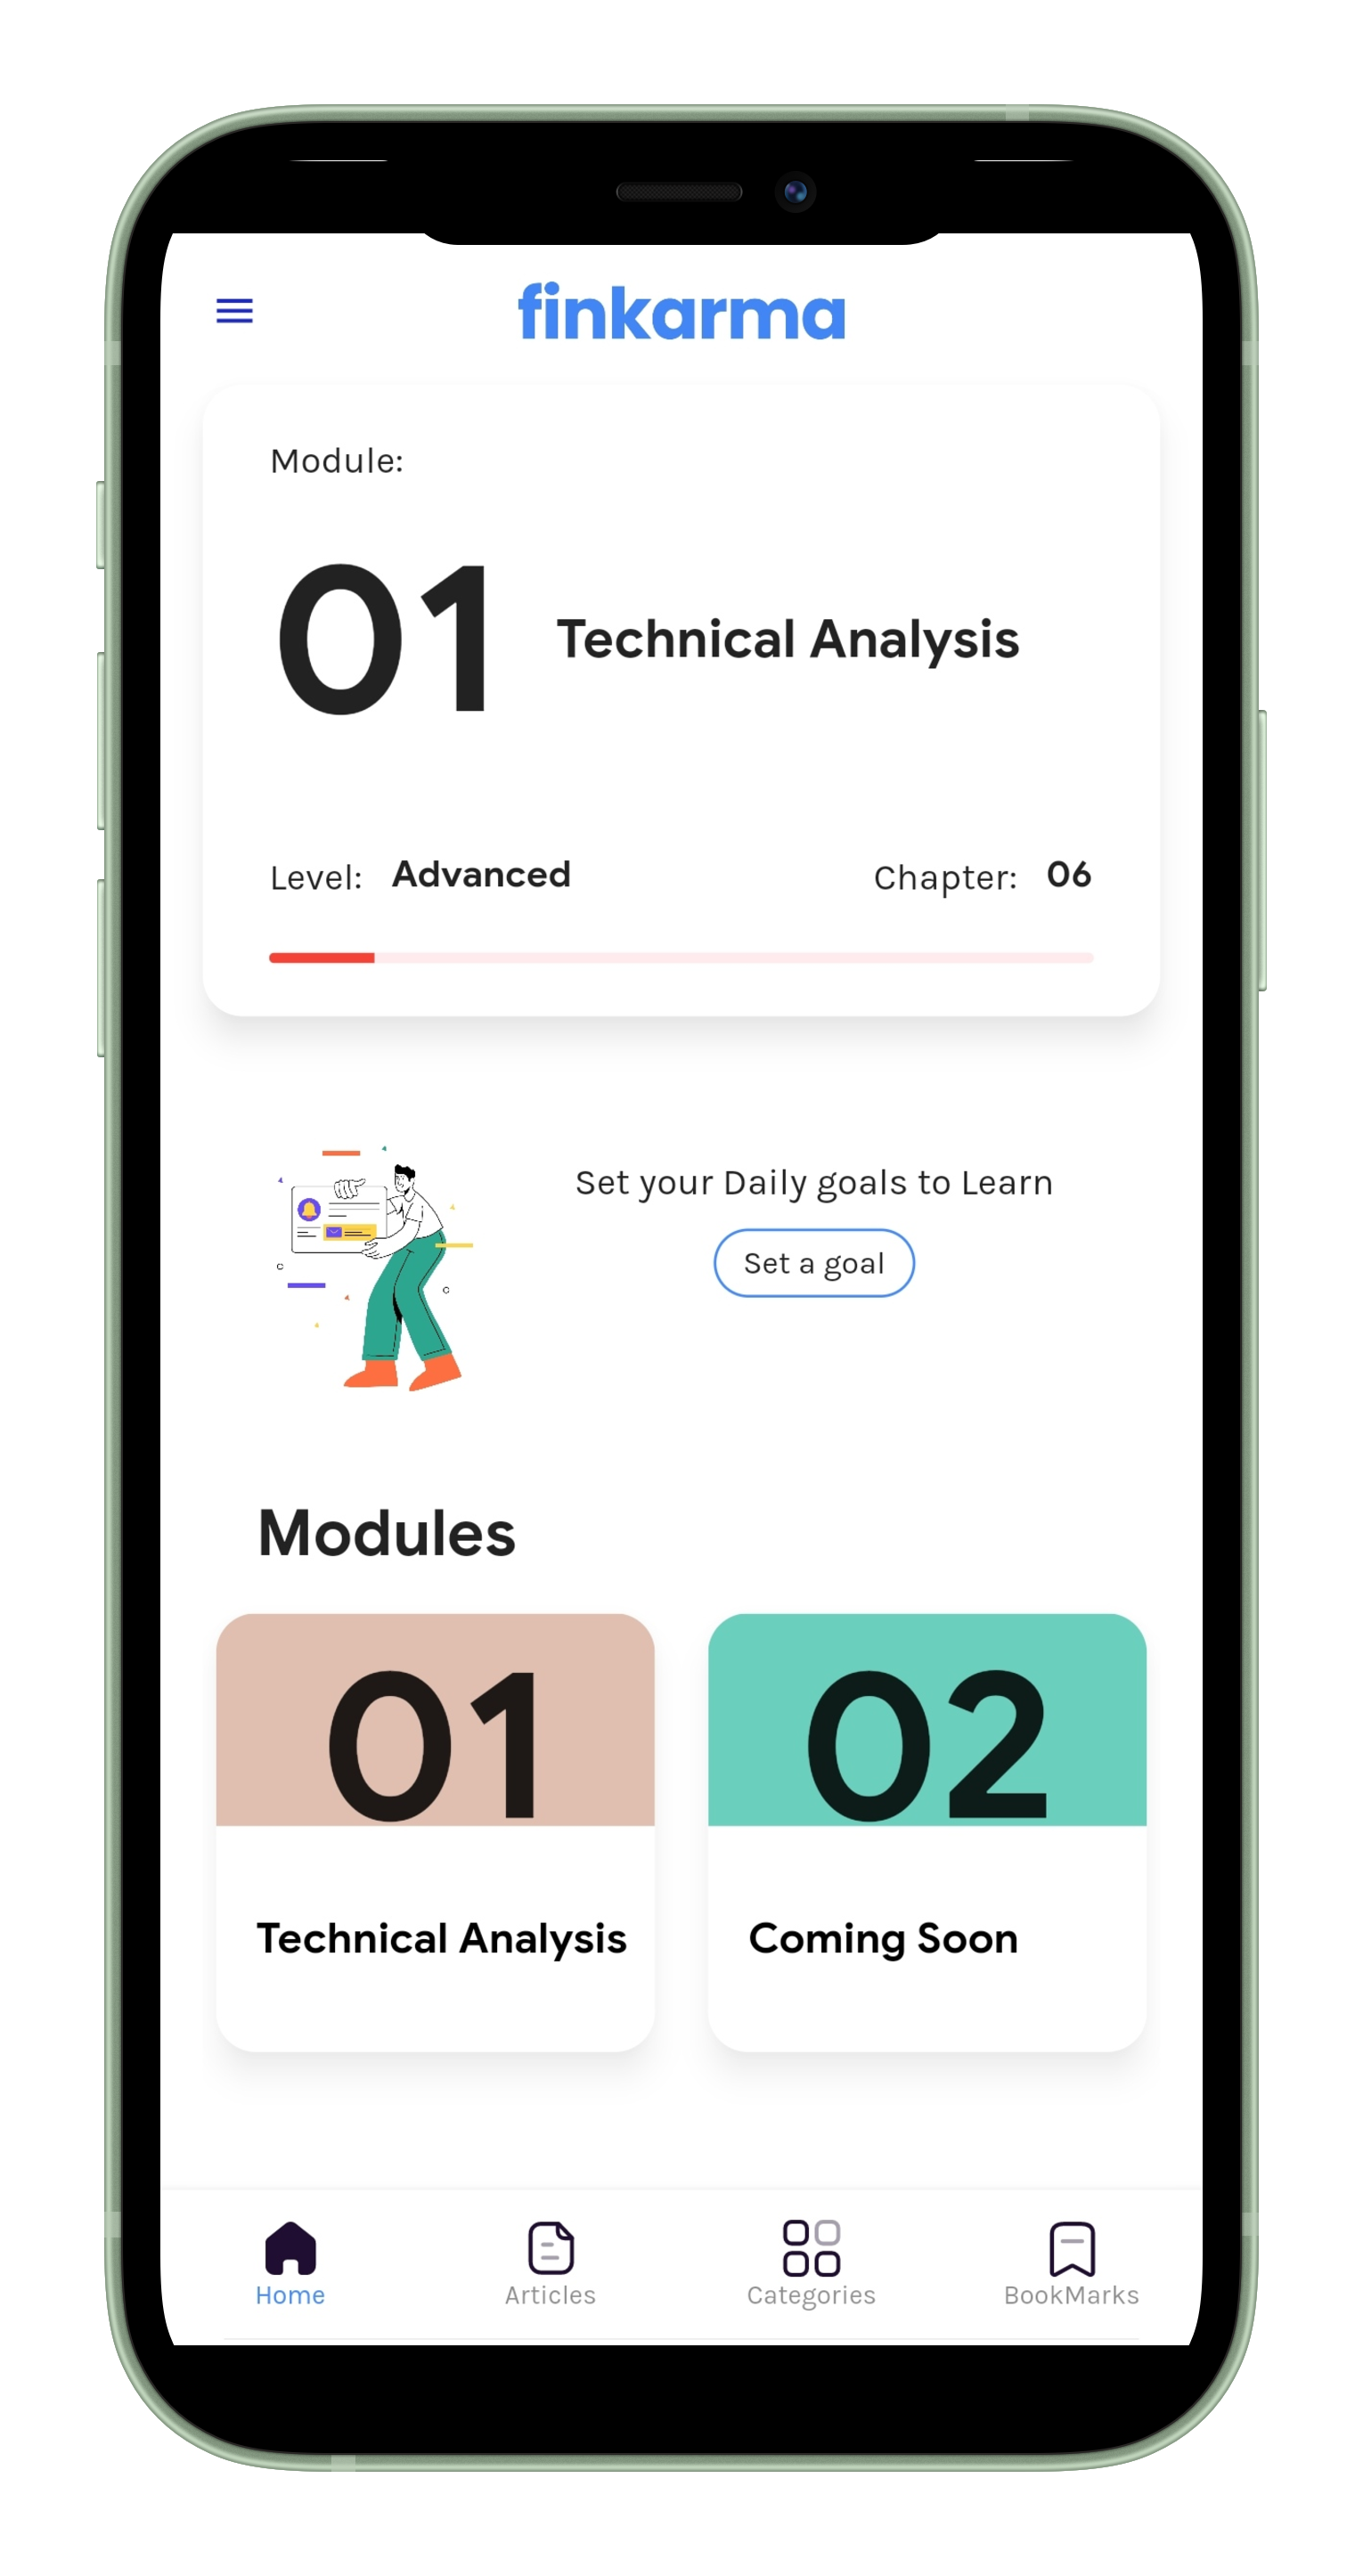 finkarma
Module:
01 Technical Analysis
Level: Advanced Chapter: 06
Set your Daily goals to Learn
Set a goal
Modules
01 02
Technical Analysis Coming Soon
Home Articles Categories BookMarks